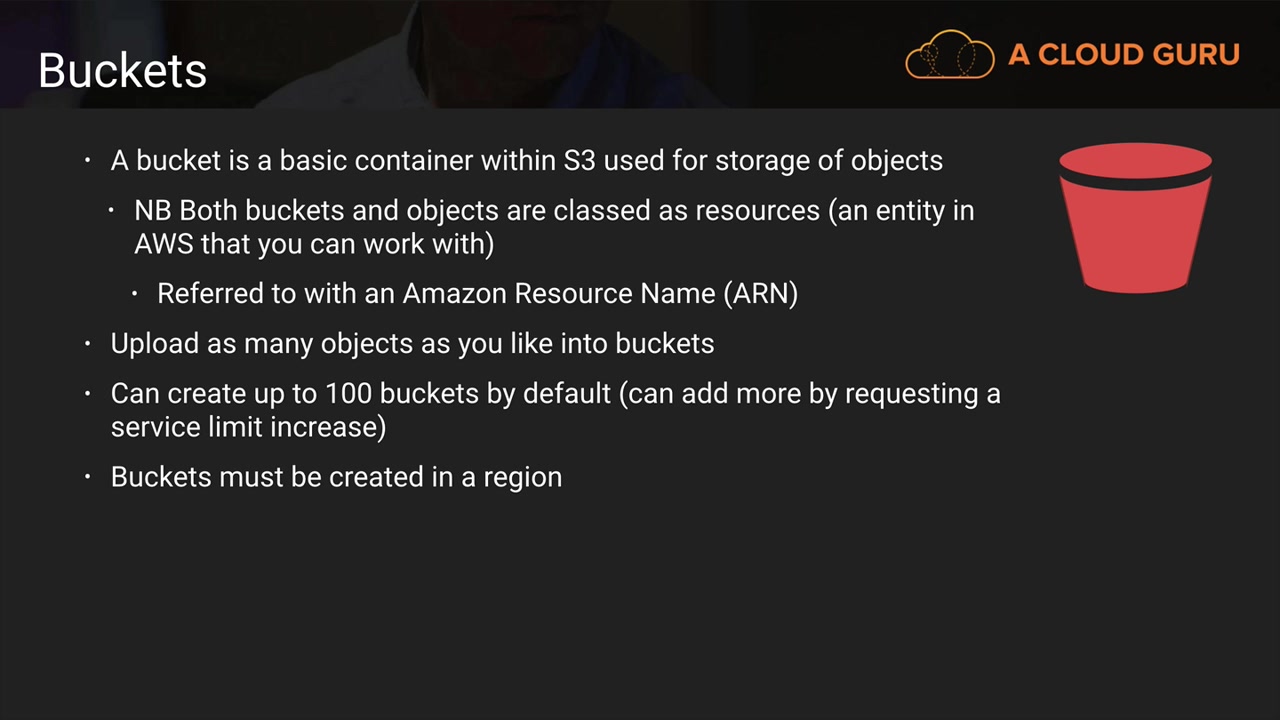 Buckets
A CLOUD GURU
· A bucket is a basic container within S3 used for storage of objects
· NB Both buckets and objects are classed as resources (an entity in
AWS that you can work with)
· Referred to with an Amazon Resource Name (ARN)
· Upload as many objects as you like into buckets
· Can create up to 100 buckets by default (can add more by requesting a
service limit increase)
· Buckets must be created in a region